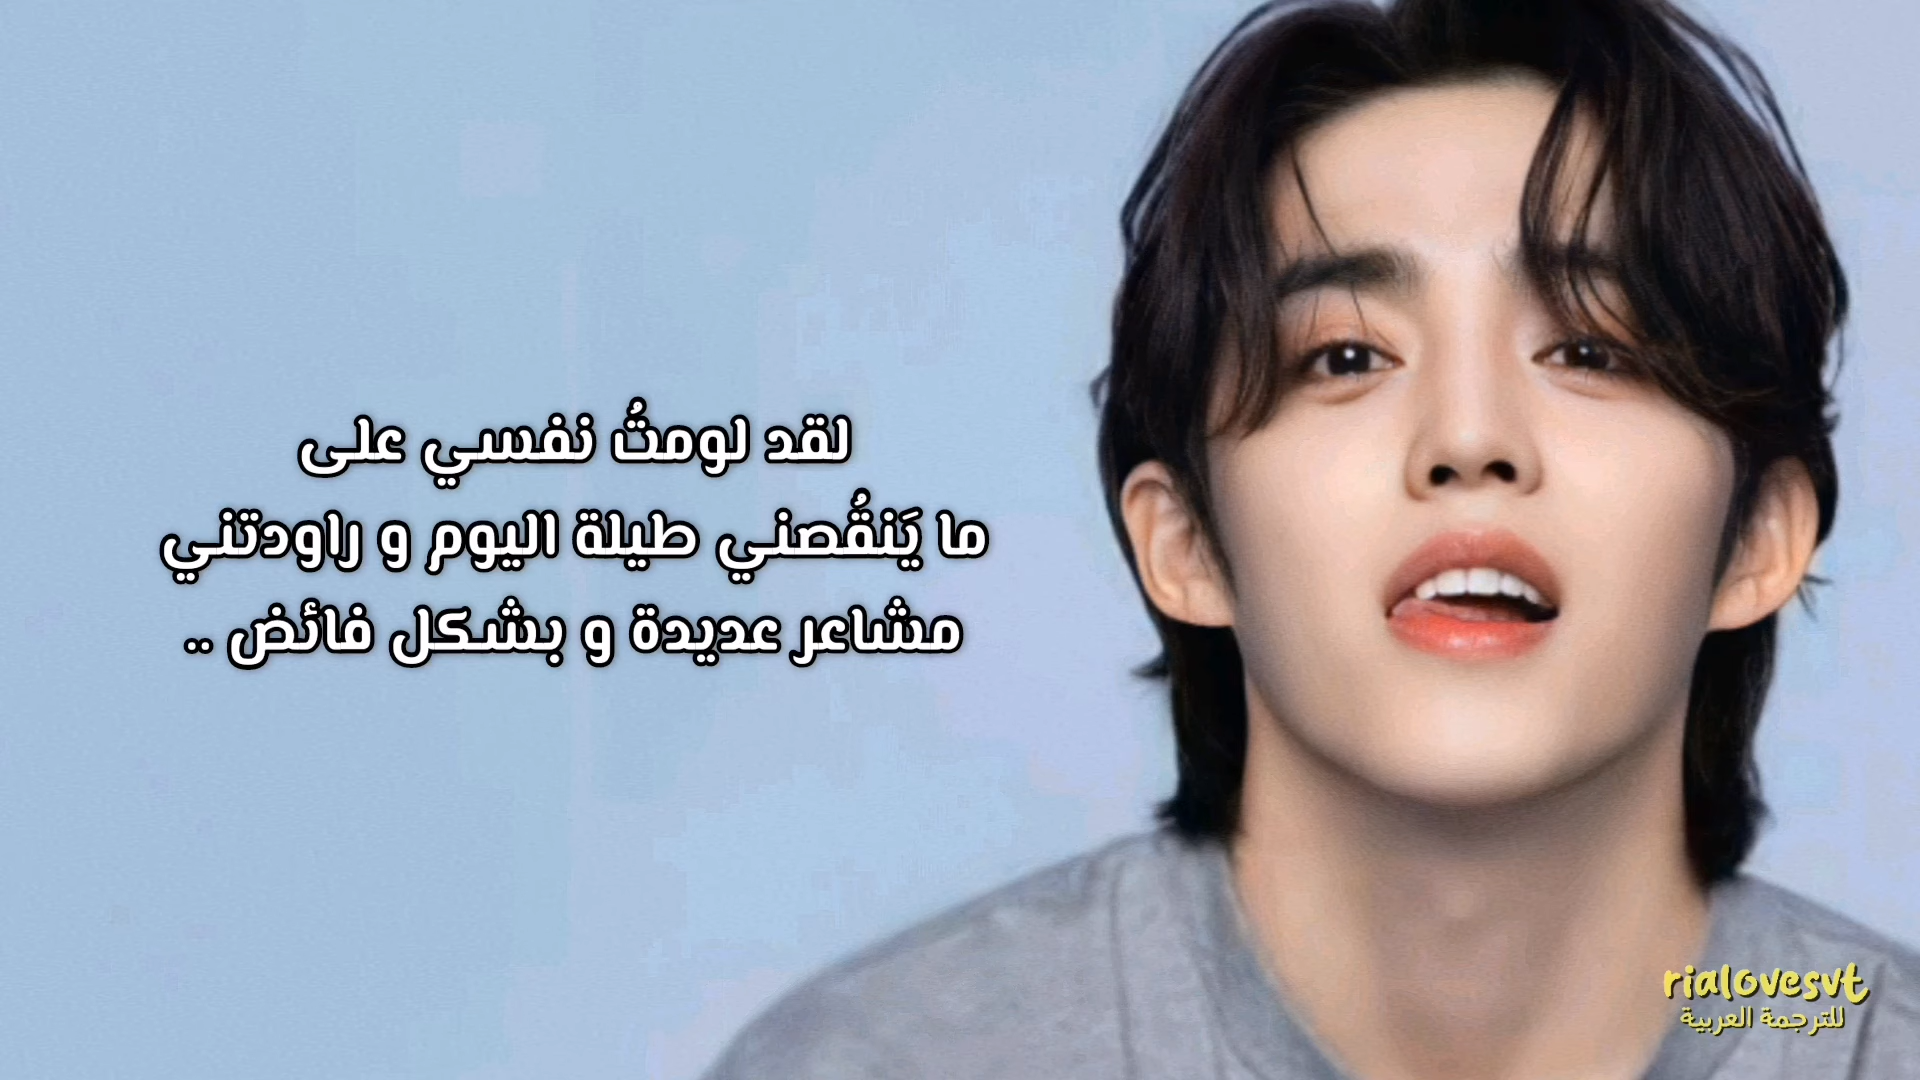 لقد لومتُ نفسي على
ما يَنقُصني طيلة اليوم و راودتني
مشاعر عديدة و بشكل فائض ..
rialovesvt
للترجمة العربية